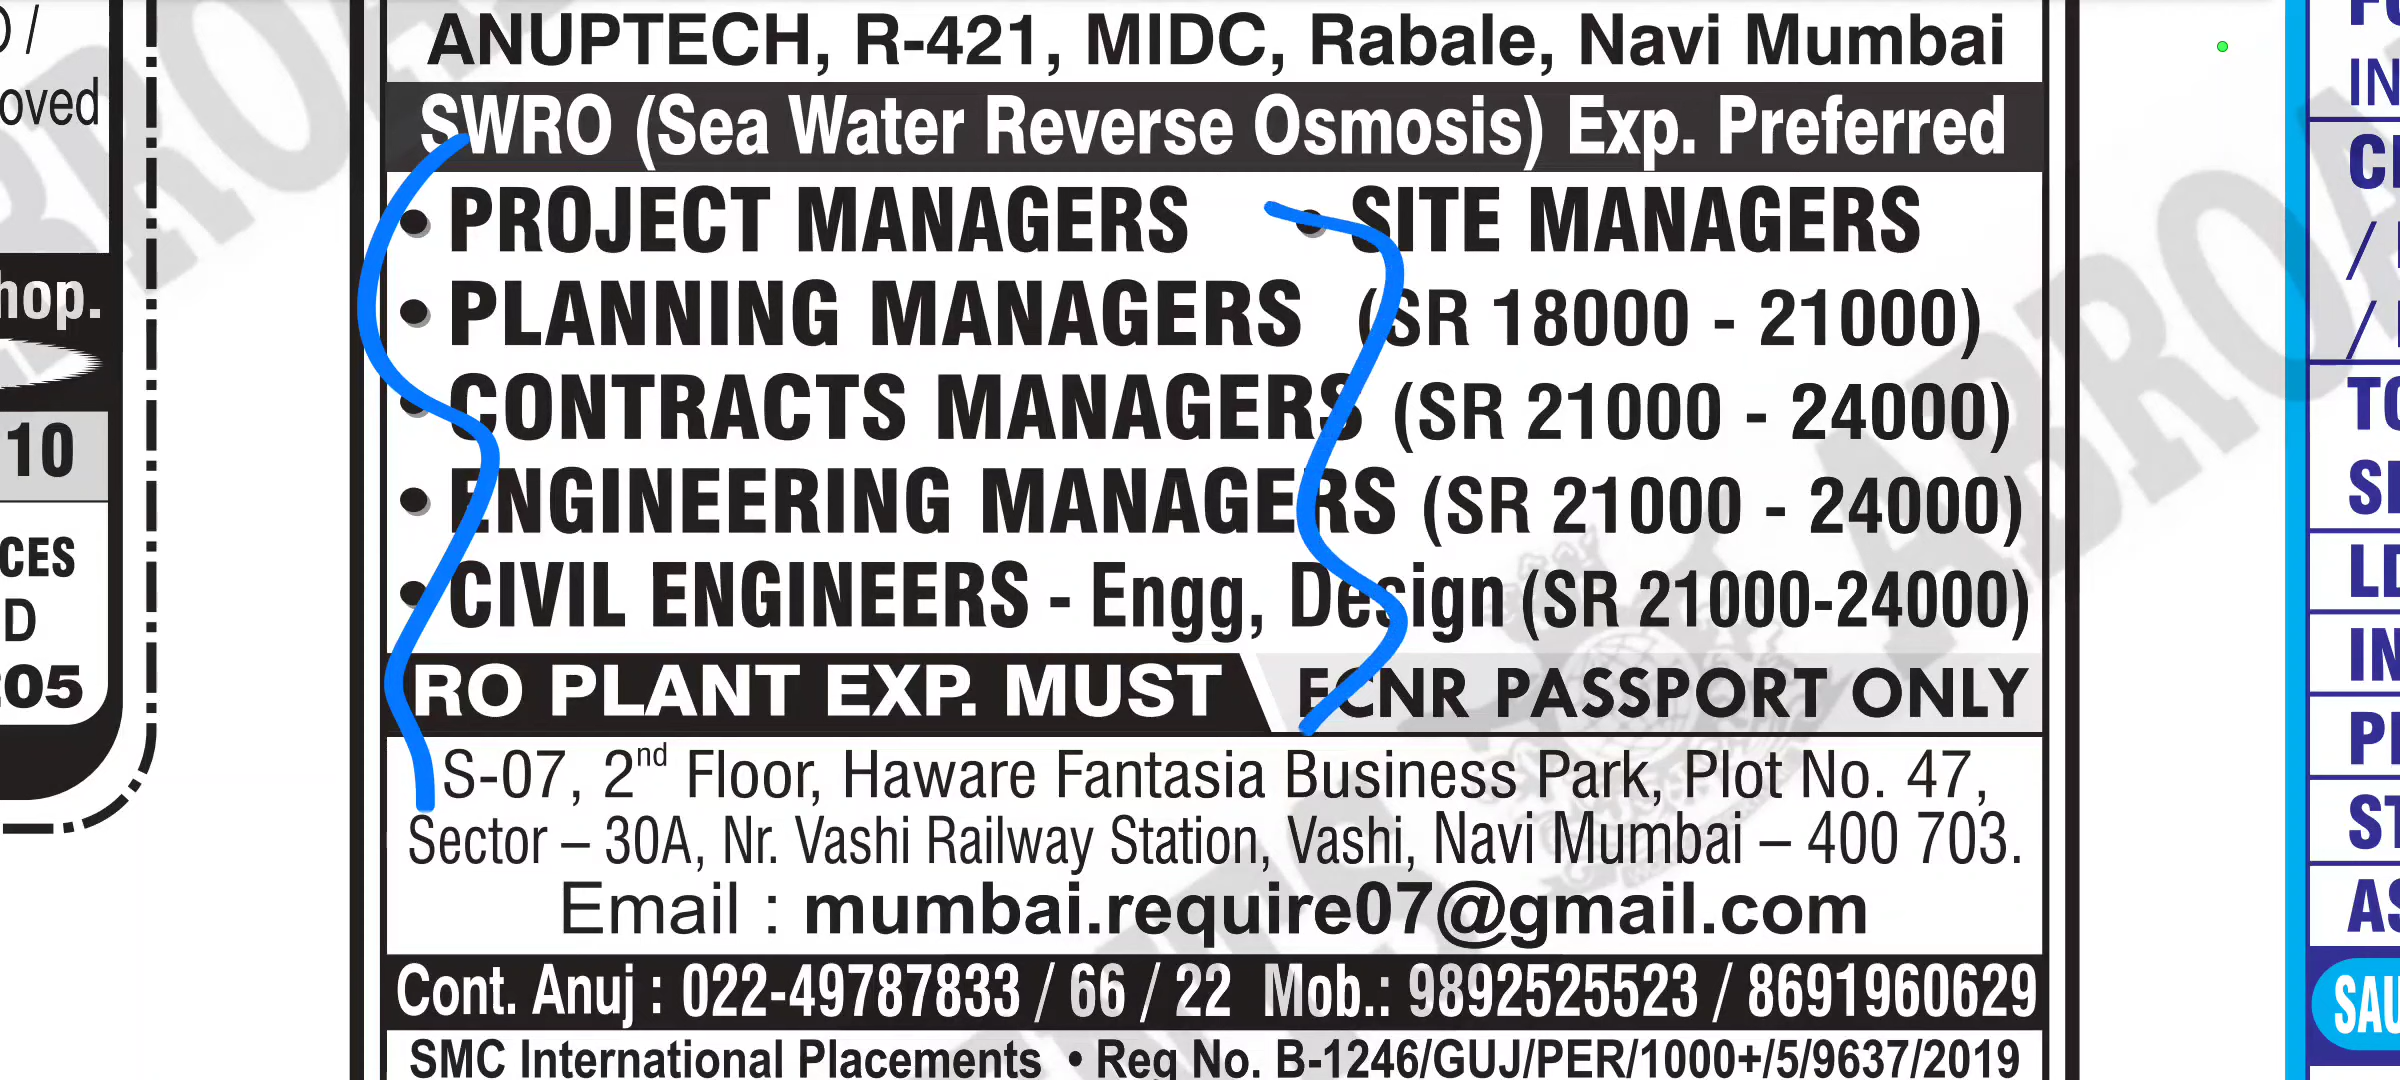 ANUPTECH, R-421, MIDC, Rabale, Navi Mumbai
SWRO (Sea Water Reverse Osmosis) Exp. Preferred
• PROJECT MANAGERS • SITE MANAGERS
• PLANNING MANAGERS (SR 18000 - 21000)
• CONTRACTS MANAGERS (SR 21000 - 24000)
• ENGINEERING MANAGERS (SR 21000 - 24000)
• CIVIL ENGINEERS - Engg, Design (SR 21000-24000)
RO PLANT EXP. MUST ECNR PASSPORT ONLY
S-07, 2nd Floor, Haware Fantasia Business Park, Plot No. 47,
Sector – 30A, Nr. Vashi Railway Station, Vashi, Navi Mumbai – 400 703.
Email : mumbai.require07@gmail.com
Cont. Anuj : 022-49787833 / 66 / 22 Mob.: 9892525523 / 8691960629
SMC International Placements • Reg No. B-1246/GUJ/PER/1000+/5/9637/2019